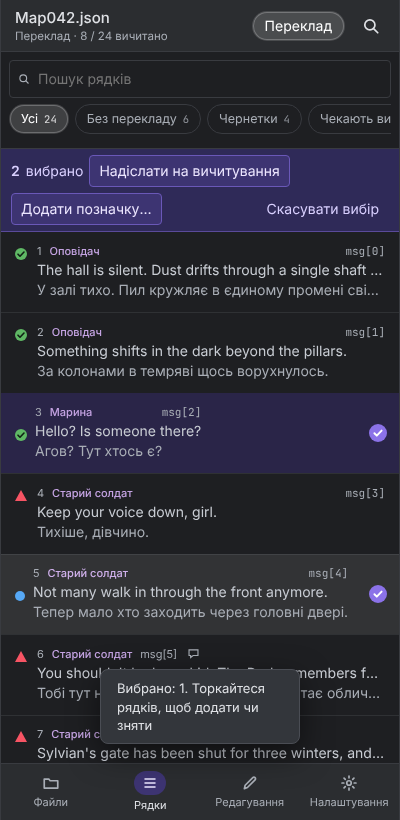 Map042.json
Переклад · 8 / 24 вичитано
Переклад
Пошук рядків
Усі 24
Без перекладу 6
Чернетки 4
Чекають ви
2 вибрано
Надіслати на вичитування
Додати позначку...
Скасувати вибір
1 Оповідач msg[0]
The hall is silent. Dust drifts through a single shaft ...
У залі тихо. Пил кружляє в єдиному промені сві...
2 Оповідач msg[1]
Something shifts in the dark beyond the pillars.
За колонами в темряві щось ворухнулось.
3 Марина msg[2]
Hello? Is someone there?
Агов? Тут хтось є?
4 Старий солдат msg[3]
Keep your voice down, girl.
Тихіше, дівчино.
5 Старий солдат msg[4]
Not many walk in through the front anymore.
Тепер мало хто заходить через головні двері.
6 Старий солдат msg[5]
You
members f...
Тобі тут
тає облич...
Вибрано: 1. Торкайтеся
рядків, щоб додати чи
зняти
7 Старий
Sylvian's gate has been shut for three winters, and...
Файли
Рядки
Редагування
Налаштування